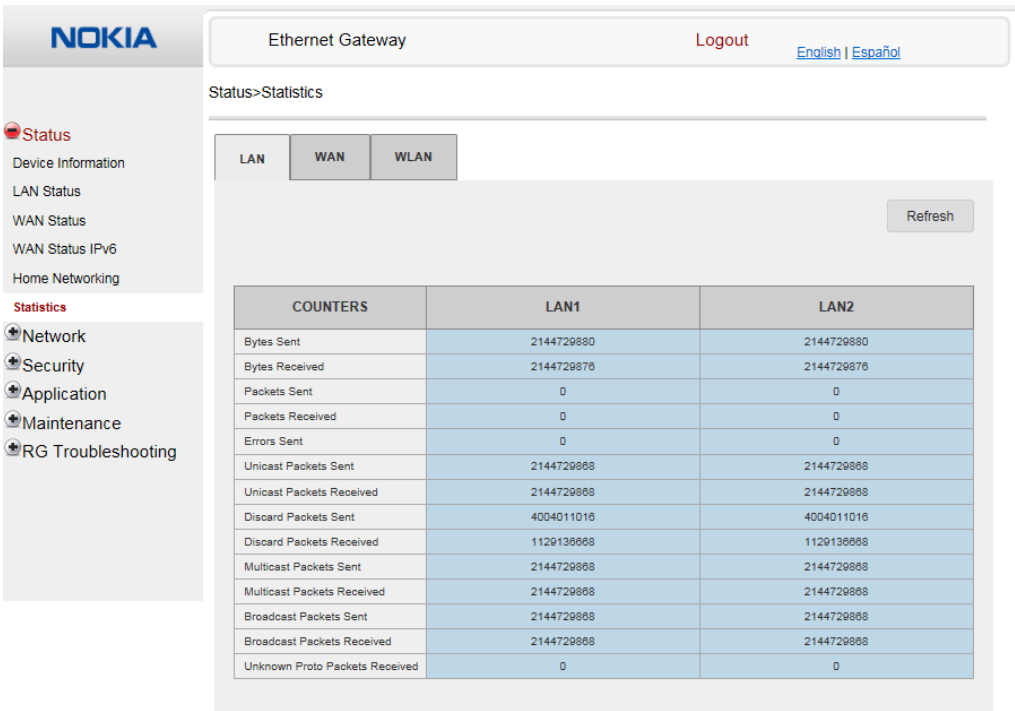 NOKIA
Ethernet Gateway
Logout
English | Español
Status>Statistics
Status
Device Information
LAN Status
WAN Status
WAN Status IPv6
Home Networking
Statistics
Network
Security
Application
Maintenance
RG Troubleshooting
LAN WAN WLAN
Refresh
COUNTERS LAN1 LAN2
Bytes Sent 2144729880 2144729880
Bytes Received 2144729876 2144729876
Packets Sent 0 0
Packets Received 0 0
Errors Sent 0 0
Unicast Packets Sent 2144729868 2144729868
Unicast Packets Received 2144729868 2144729868
Discard Packets Sent 4004011016 4004011016
Discard Packets Received 1129136668 1129136668
Multicast Packets Sent 2144729868 2144729868
Multicast Packets Received 2144729868 2144729868
Broadcast Packets Sent 2144729868 2144729868
Broadcast Packets Received 2144729868 2144729868
Unknown Proto Packets Received 0 0